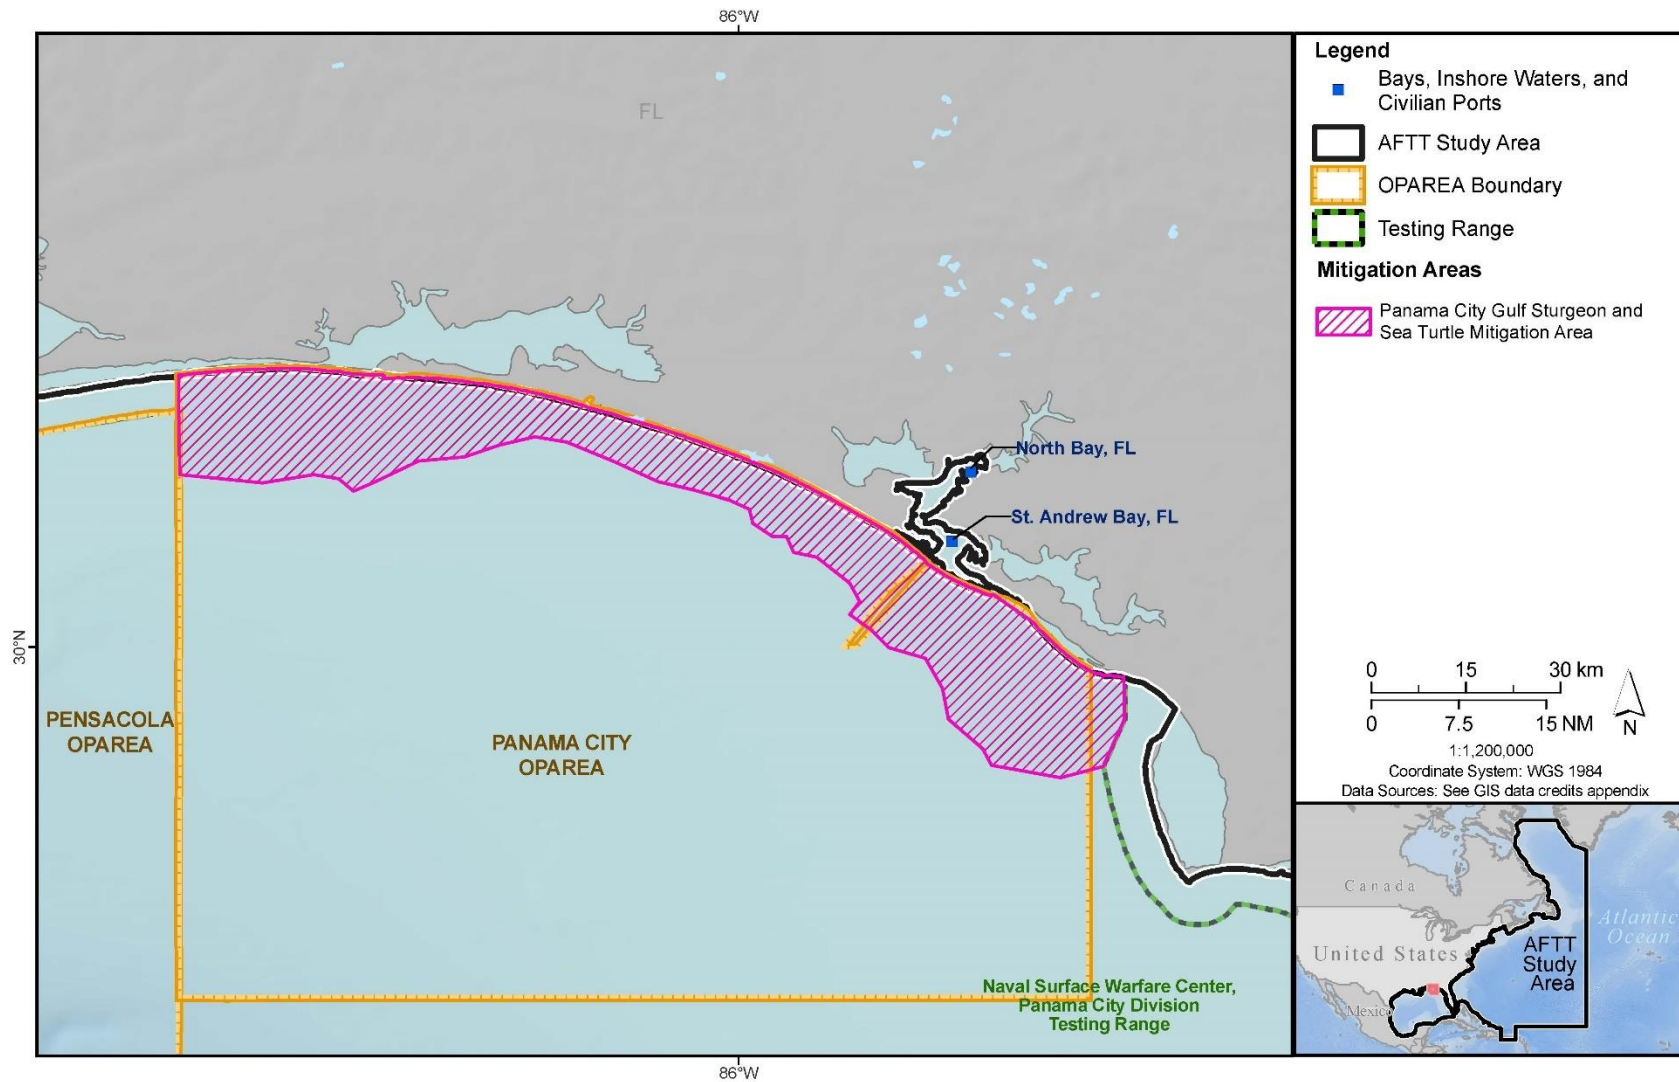 86°W
FL
North Bay, FL
St. Andrew Bay, FL
30°N
PENSACOLA
OPAREA
PANAMA CITY
OPAREA
Naval Surface Warfare Center,
Panama City Division
Testing Range
86°W
Legend
Bays, Inshore Waters, and
Civilian Ports
AFTT Study Area
OPAREA Boundary
Testing Range
Mitigation Areas
Panama City Gulf Sturgeon and
Sea Turtle Mitigation Area
0 15 30 km
0 7.5 15 NM
N
1:1,200,000
Coordinate System: WGS 1984
Data Sources: See GIS data credits appendix
Canada
United States
Mexico
Atlantic
Ocean
AFTT
Study
Area